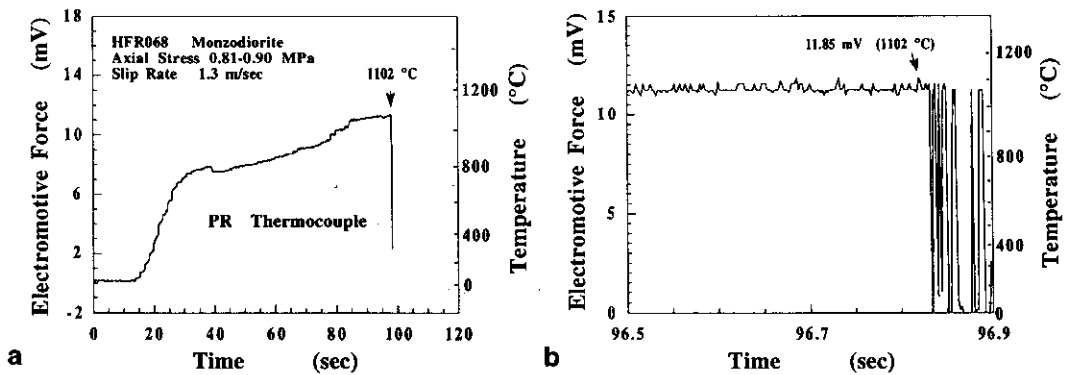 18
14
10
6
2
-2
Electromotive Force (mV)
HFR068 Monzodiorite
Axial Stress 0.81-0.90 MPa
Slip Rate 1.3 m/sec
1102 °C
PR Thermocouple
1200
800
400
0
Temperature (°C)
0 20 40 60 80 100 120
Time (sec)
a
15
10
5
0
Electromotive Force (mV)
11.85 mV (1102 °C)
1200
800
400
0
Temperature (°C)
96.5 96.7 96.9
Time (sec)
b